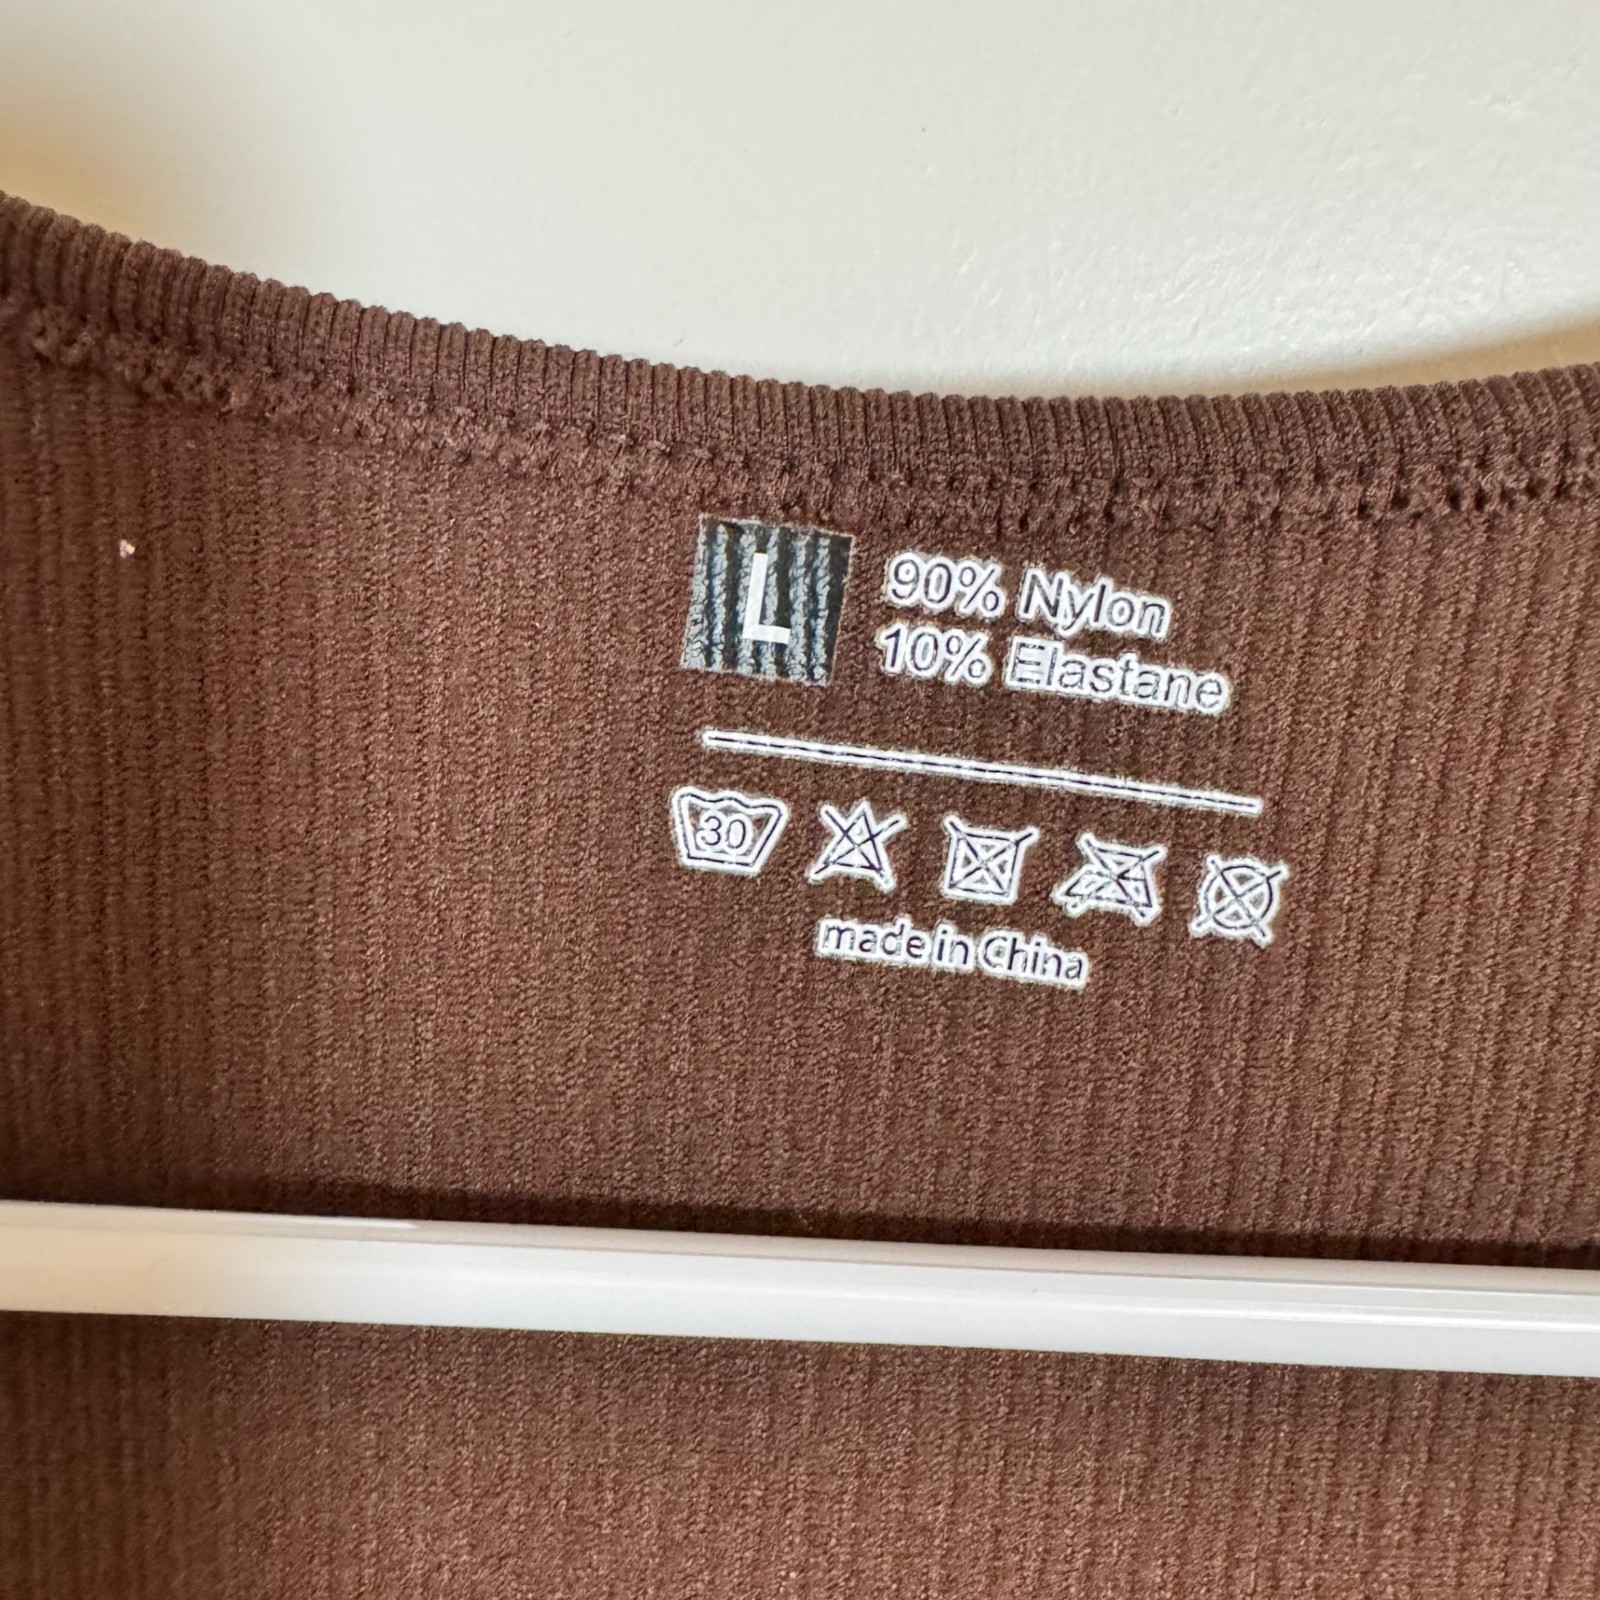 L
90% Nylon
10% Elastane
30
made in China